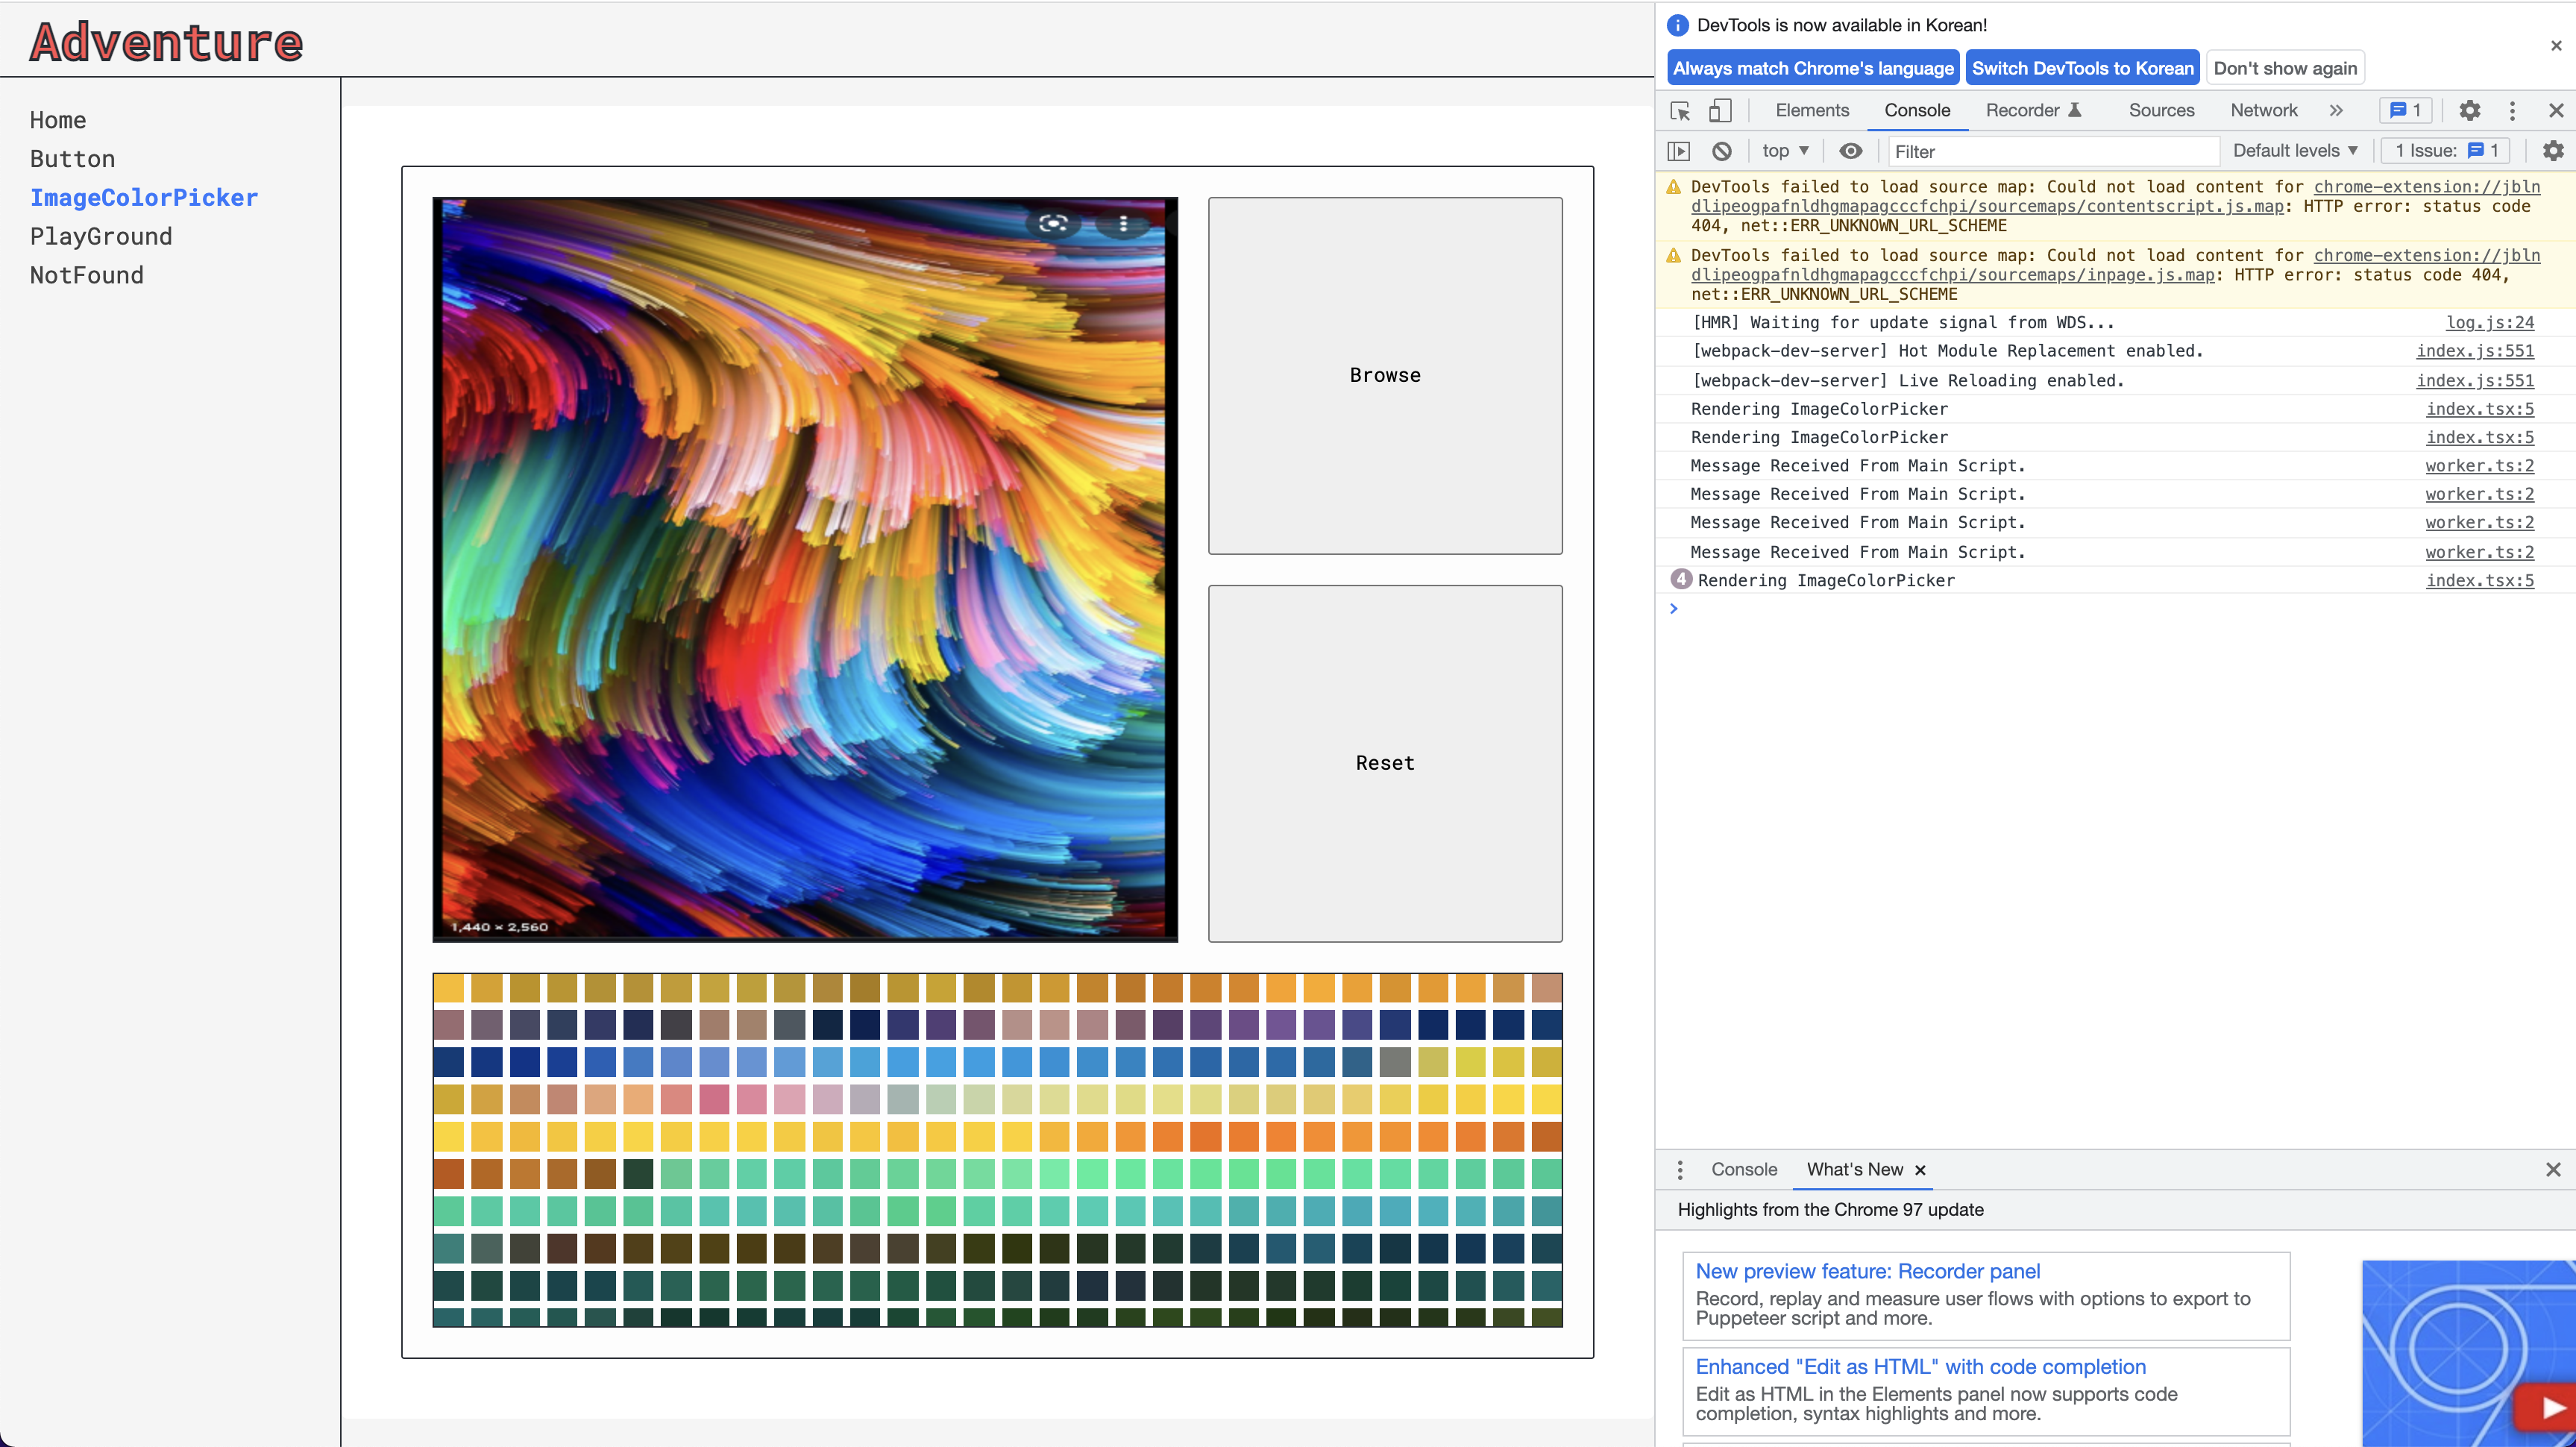 Adventure
Home
Button
ImageColorPicker
PlayGround
NotFound
1,440 × 2,560
Browse
Reset
DevTools is now available in Korean!
Always match Chrome's language
Switch DevTools to Korean
Don't show again
Elements
Console
Recorder
Sources
Network
1
top
Filter
Default levels
1 Issue: 1
DevTools failed to load source map: Could not load content for chrome-extension://jbln
dlipeogpafnldhgmapagcccfchpi/sourcemaps/contentscript.js.map: HTTP error: status code
404, net::ERR_UNKNOWN_URL_SCHEME
DevTools failed to load source map: Could not load content for chrome-extension://jbln
dlipeogpafnldhgmapagcccfchpi/sourcemaps/inpage.js.map: HTTP error: status code 404,
net::ERR_UNKNOWN_URL_SCHEME
[HMR] Waiting for update signal from WDS... log.js:24
[webpack-dev-server] Hot Module Replacement enabled. index.js:551
[webpack-dev-server] Live Reloading enabled. index.js:551
Rendering ImageColorPicker index.tsx:5
Rendering ImageColorPicker index.tsx:5
Message Received From Main Script. worker.ts:2
Message Received From Main Script. worker.ts:2
Message Received From Main Script. worker.ts:2
Message Received From Main Script. worker.ts:2
4 Rendering ImageColorPicker index.tsx:5
Console
What's New
Highlights from the Chrome 97 update
New preview feature: Recorder panel
Record, replay and measure user flows with options to export to
Puppeteer script and more.
Enhanced "Edit as HTML" with code completion
Edit as HTML in the Elements panel now supports code
completion, syntax highlights and more.